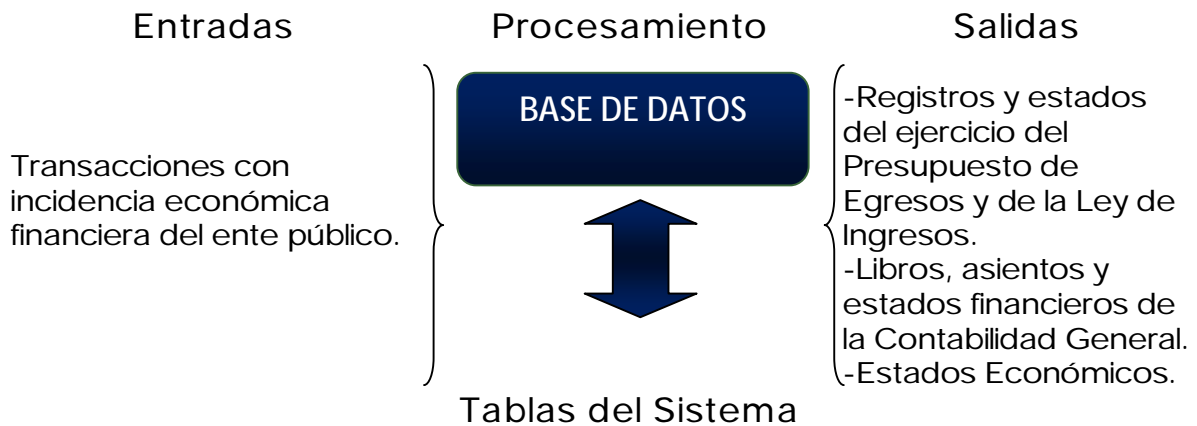 Entradas
Procesamiento
Salidas
Transacciones con
incidencia económica
financiera del ente público.
BASE DE DATOS
-Registros y estados
del ejercicio del
Presupuesto de
Egresos y de la Ley de
Ingresos.
-Libros, asientos y
estados financieros de
la Contabilidad General.
-Estados Económicos.
Tablas del Sistema